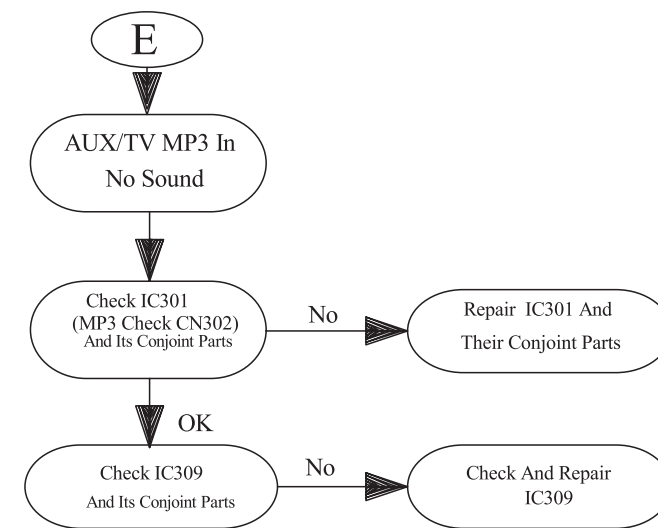 E
AUX/TV MP3 In
No Sound
Check IC301
(MP3 Check CN302)
And Its Conjoint Parts
No
Repair IC301 And
Their Conjoint Parts
OK
Check IC309
And Its Conjoint Parts
No
Check And Repair
IC309